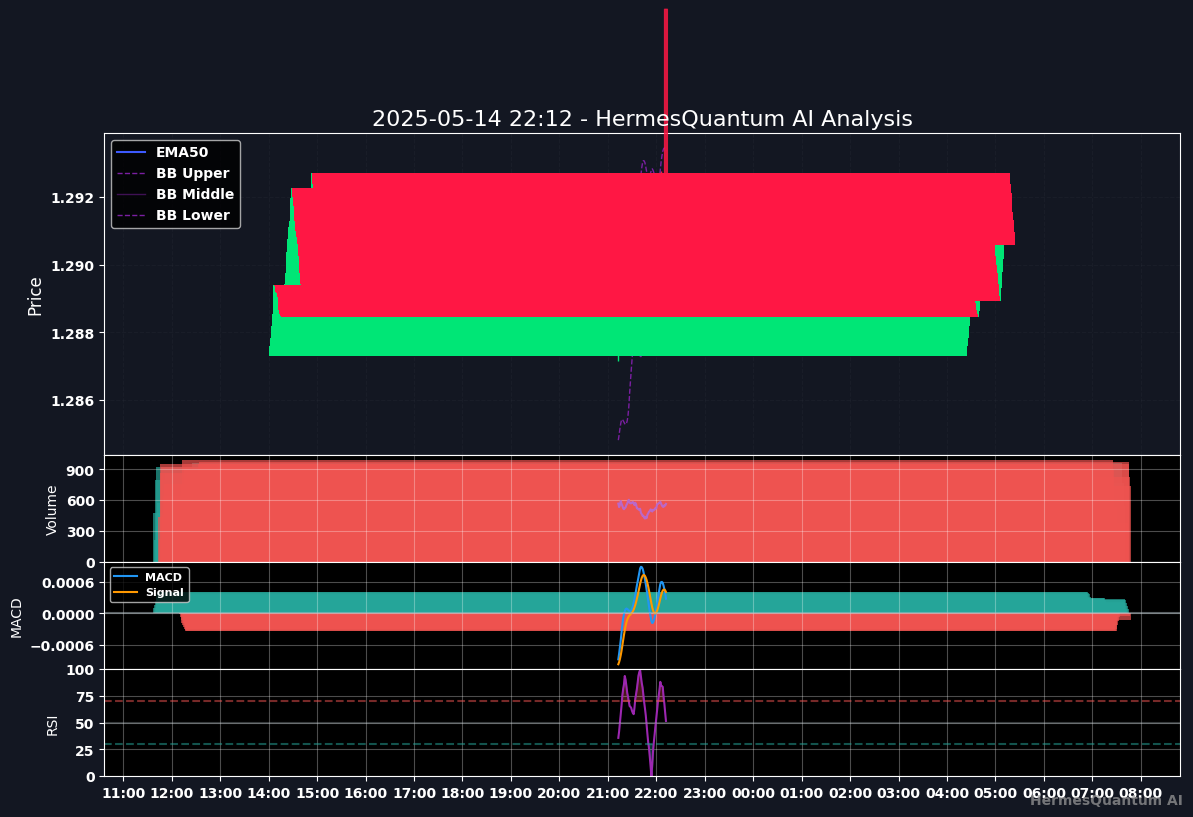 2025-05-14 22:12 - HermesQuantum AI Analysis
EMA50
BB Upper
BB Middle
BB Lower
Price
1.292
1.290
1.288
1.286
Volume
900
600
300
0
MACD
Signal
MACD
0.0006
0.0000
−0.0006
RSI
100
75
50
25
0
11:00 12:00 13:00 14:00 15:00 16:00 17:00 18:00 19:00 20:00 21:00 22:00 23:00 00:00 01:00 02:00 03:00 04:00 05:00 06:00 07:00 08:00
HermesQuantum AI